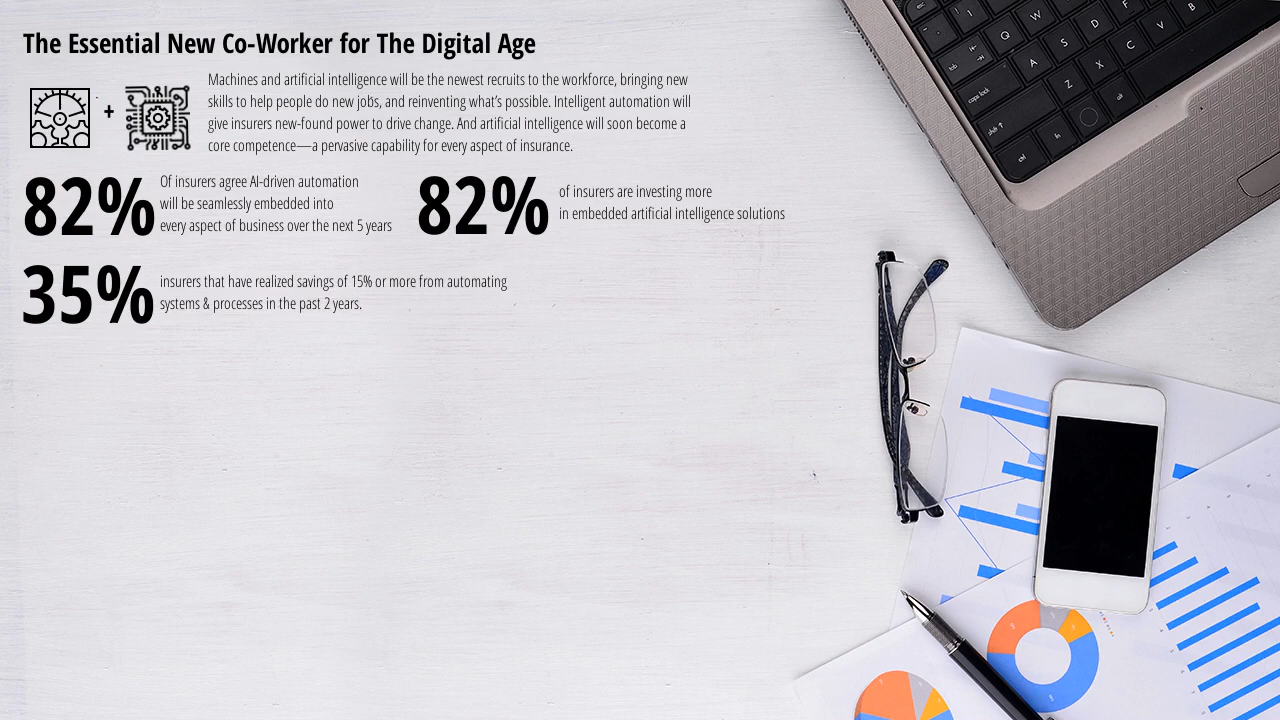 The Essential New Co-Worker for The Digital Age
+
Machines and artificial intelligence will be the newest recruits to the workforce, bringing new
skills to help people do new jobs, and reinventing what's possible. Intelligent automation will
give insurers new-found power to drive change. And artificial intelligence will soon become a
core competence—a pervasive capability for every aspect of insurance.
82%
Of insurers agree AI-driven automation
will be seamlessly embedded into
every aspect of business over the next 5 years
82%
of insurers are investing more
in embedded artificial intelligence solutions
35%
insurers that have realized savings of 15% or more from automating
systems & processes in the past 2 years.
Q W
A S D F
Z X C V B
caps lock
ctrl fn alt